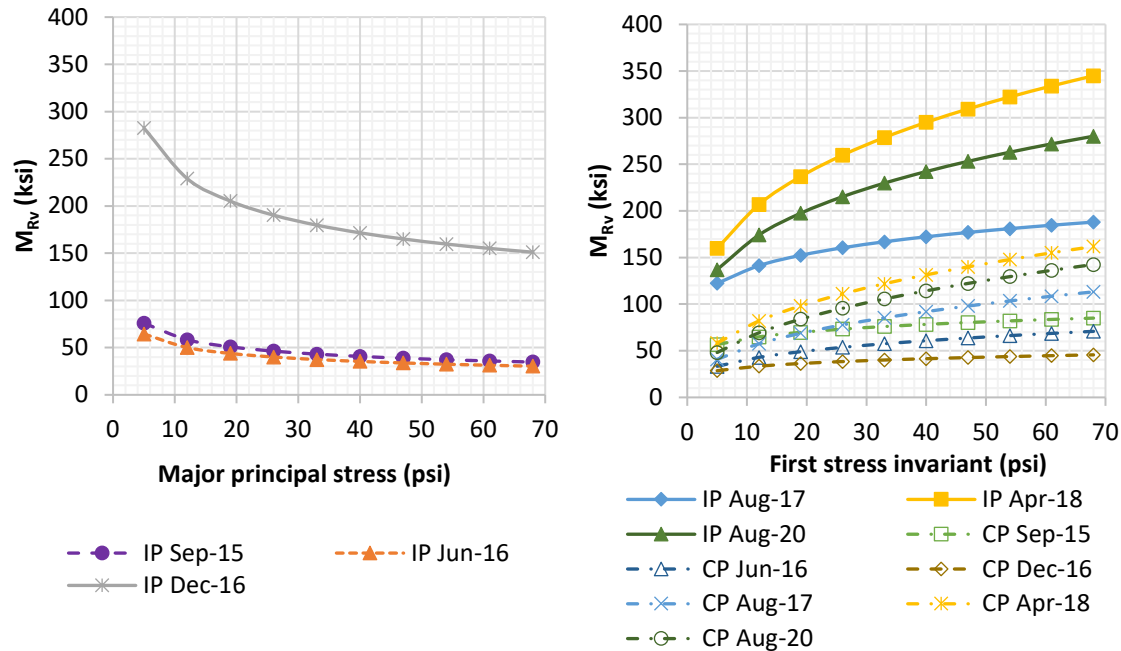 400
350
300
250
200
150
100
50
0
M_Rv (ksi)
0 10 20 30 40 50 60 70
Major principal stress (psi)
IP Sep-15 IP Jun-16
IP Dec-16
400
350
300
250
200
150
100
50
0
M_Rv (ksi)
0 10 20 30 40 50 60 70
First stress invariant (psi)
IP Aug-17 IP Apr-18
IP Aug-20 CP Sep-15
CP Jun-16 CP Dec-16
CP Aug-17 CP Apr-18
CP Aug-20